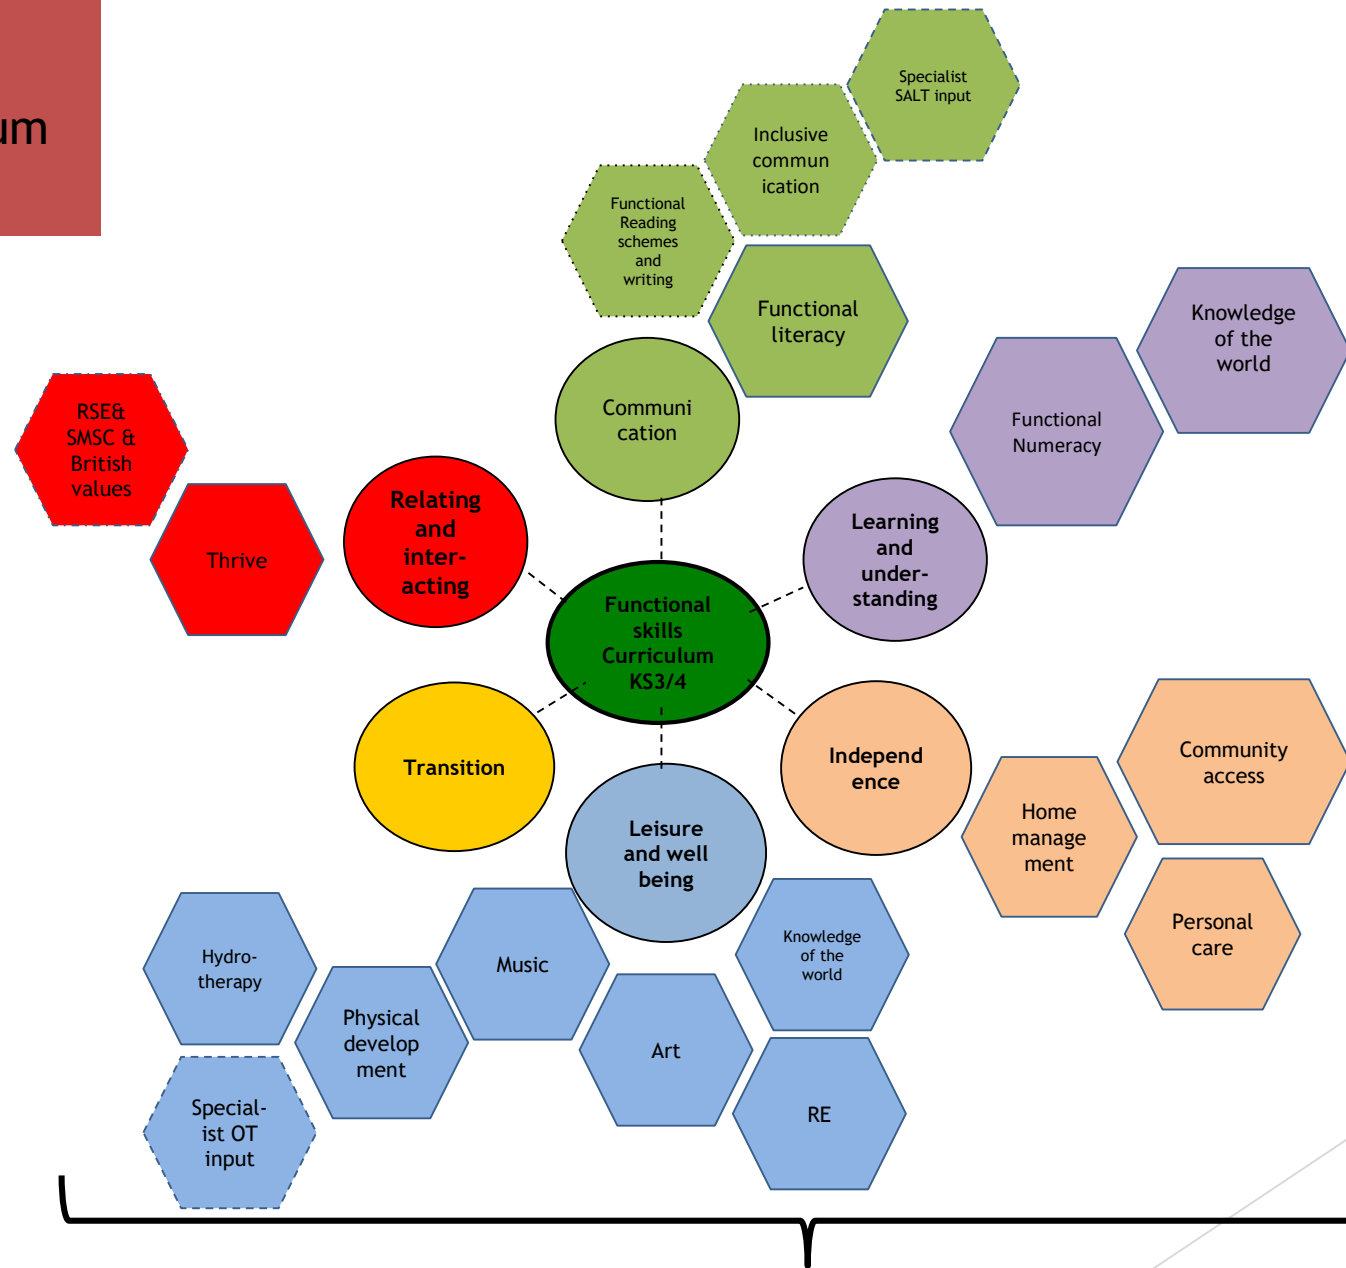 um
Specialist
SALT input
Inclusive
commun
ication
Functional
Reading
schemes
and
writing
Functional
literacy
Knowledge
of the
world
Functional
Numeracy
Communi
cation
RSE&
SMSC &
British
values
Thrive
Relating
and
inter-
acting
Learning
and
under-
standing
Functional
skills
Curriculum
KS3/4
Transition
Independ
ence
Community
access
Home
manage
ment
Personal
care
Leisure
and well
being
Hydro-
therapy
Physical
develop
ment
Music
Art
Knowledge
of the
world
RE
Special-
ist OT
input